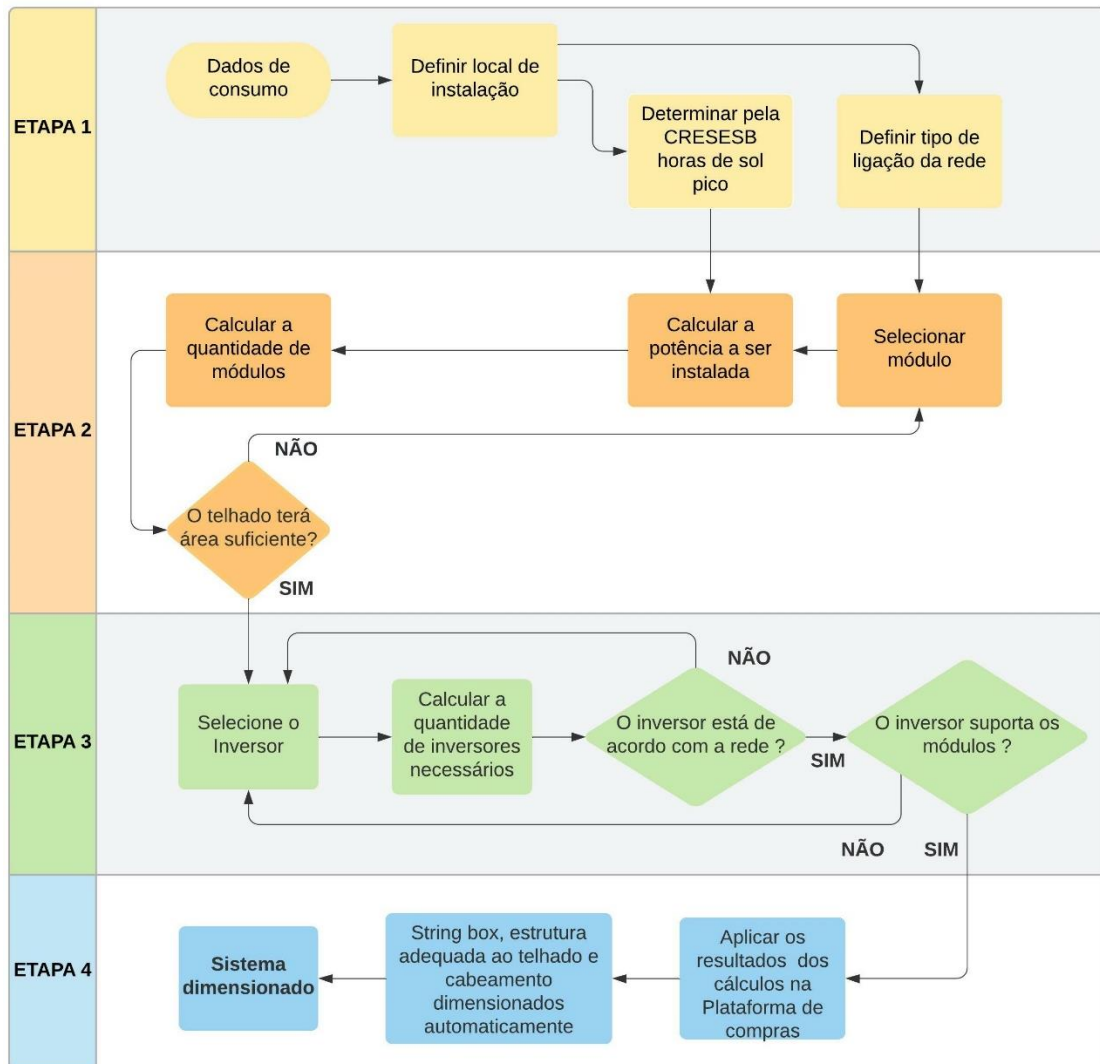 ETAPA 1
Dados de
consumo
Definir local de
instalação
Determinar pela
CRESESB
horas de sol
pico
Definir tipo de
ligação da rede
ETAPA 2
Calcular a
quantidade de
módulos
Calcular a
potência a ser
instalada
Selecionar
módulo
NÃO
O telhado terá
área suficiente?
SIM
ETAPA 3
Selecione o
Inversor
Calcular a
quantidade
de inversores
necessários
NÃO
O inversor está de
acordo com a rede ?
SIM
O inversor suporta os
módulos ?
NÃO
SIM
ETAPA 4
Sistema
dimensionado
String box, estrutura
adequada ao telhado e
cabeamento
dimensionados
automaticamente
Aplicar os
resultados dos
cálculos na
Plataforma de
compras